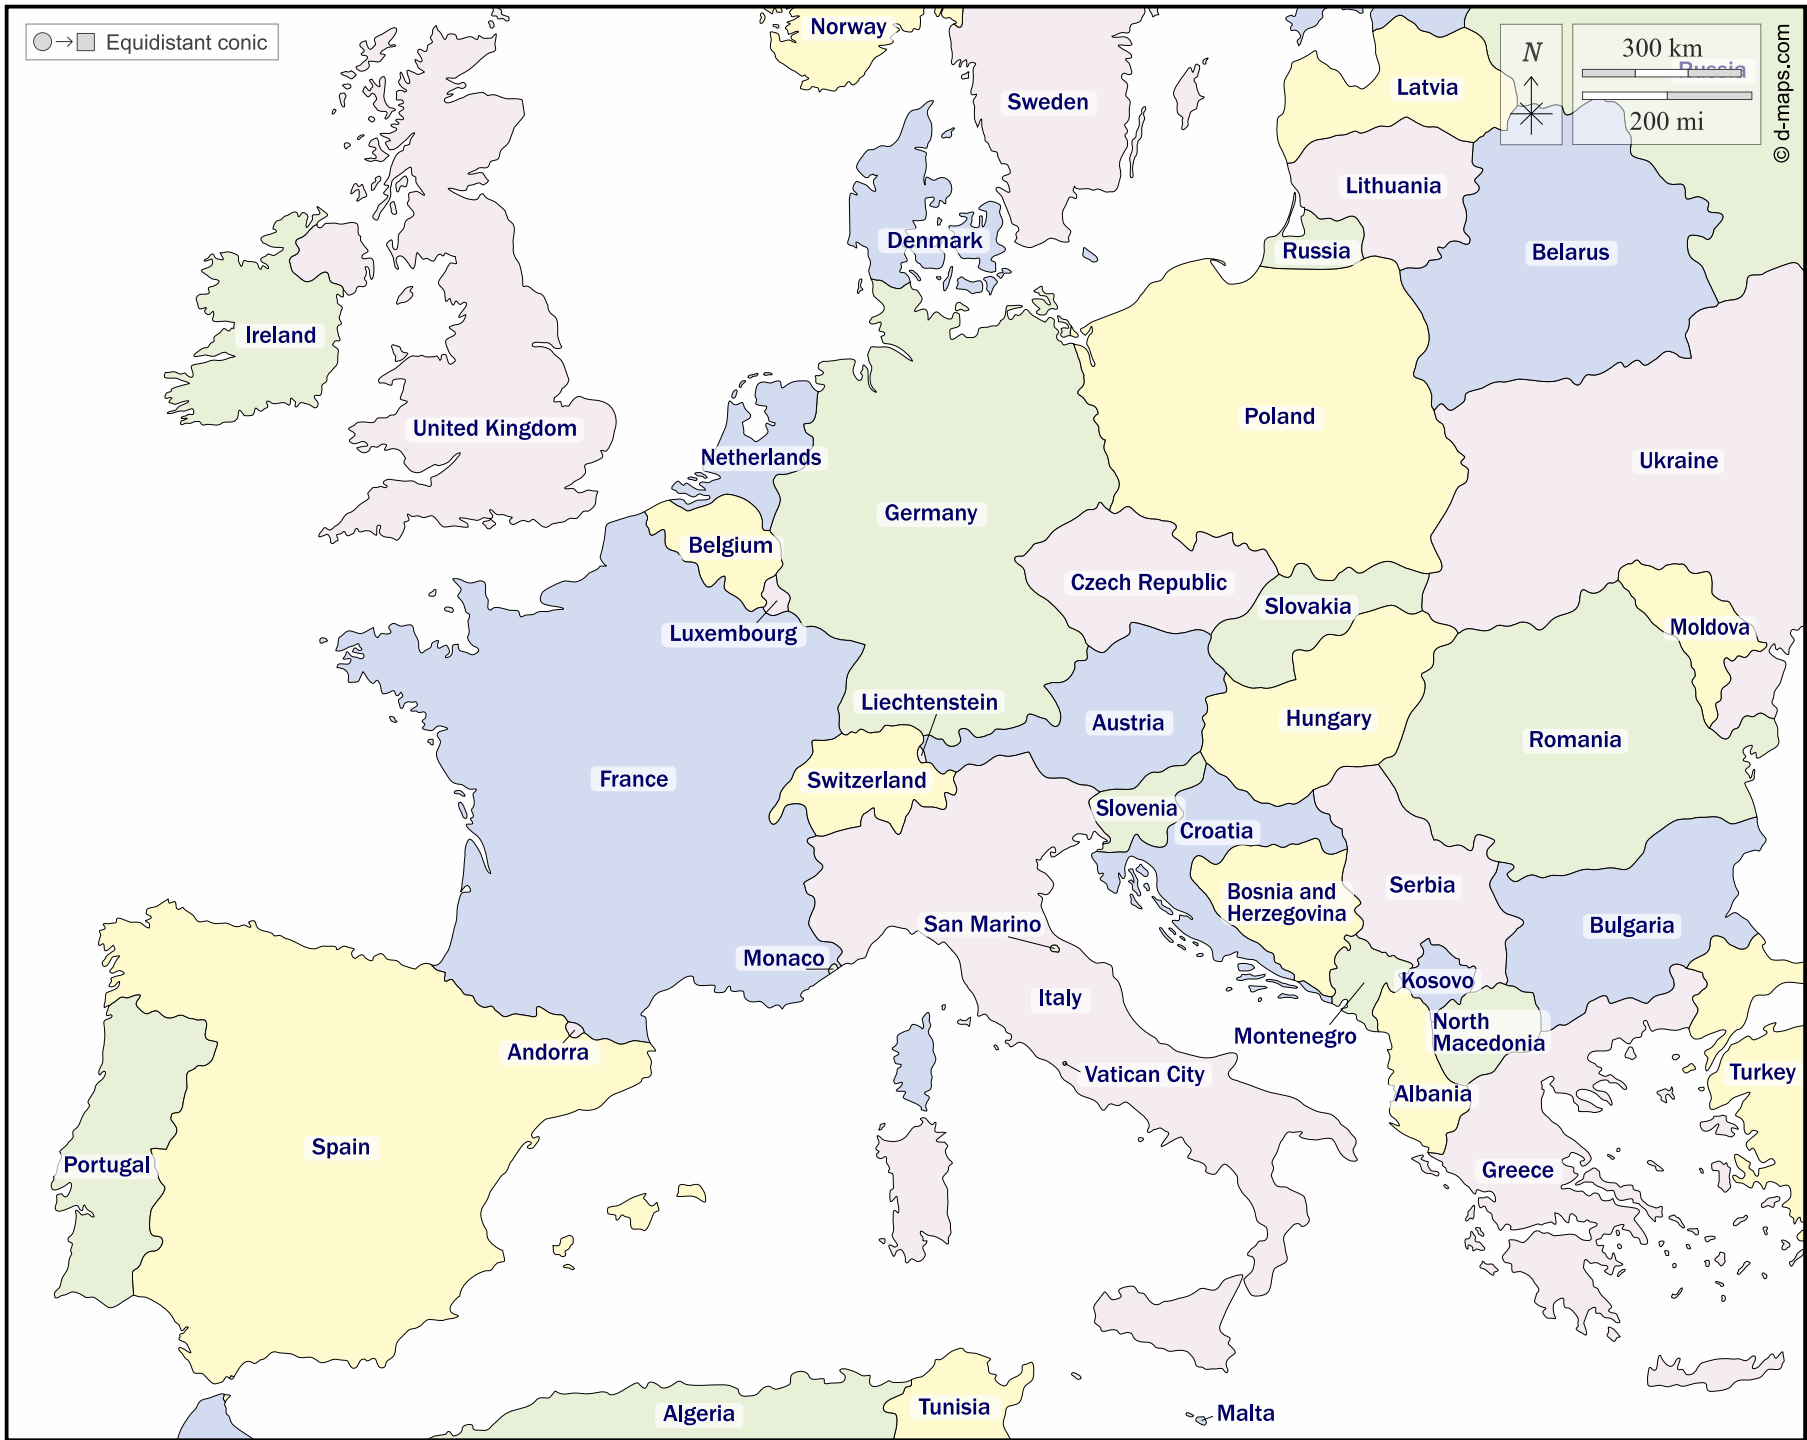 Equidistant conic
Norway
N
300 km
Russia
200 mi
© d-maps.com
Latvia
Sweden
Lithuania
Denmark
Russia
Belarus
Ireland
Poland
United Kingdom
Netherlands
Ukraine
Germany
Belgium
Czech Republic
Slovakia
Luxembourg
Moldova
Liechtenstein
Austria
Hungary
Romania
France
Switzerland
Slovenia
Croatia
Bosnia and
Herzegovina
Serbia
San Marino
Bulgaria
Monaco
Kosovo
Italy
North
Macedonia
Montenegro
Andorra
Vatican City
Turkey
Albania
Spain
Portugal
Greece
Algeria
Tunisia
Malta